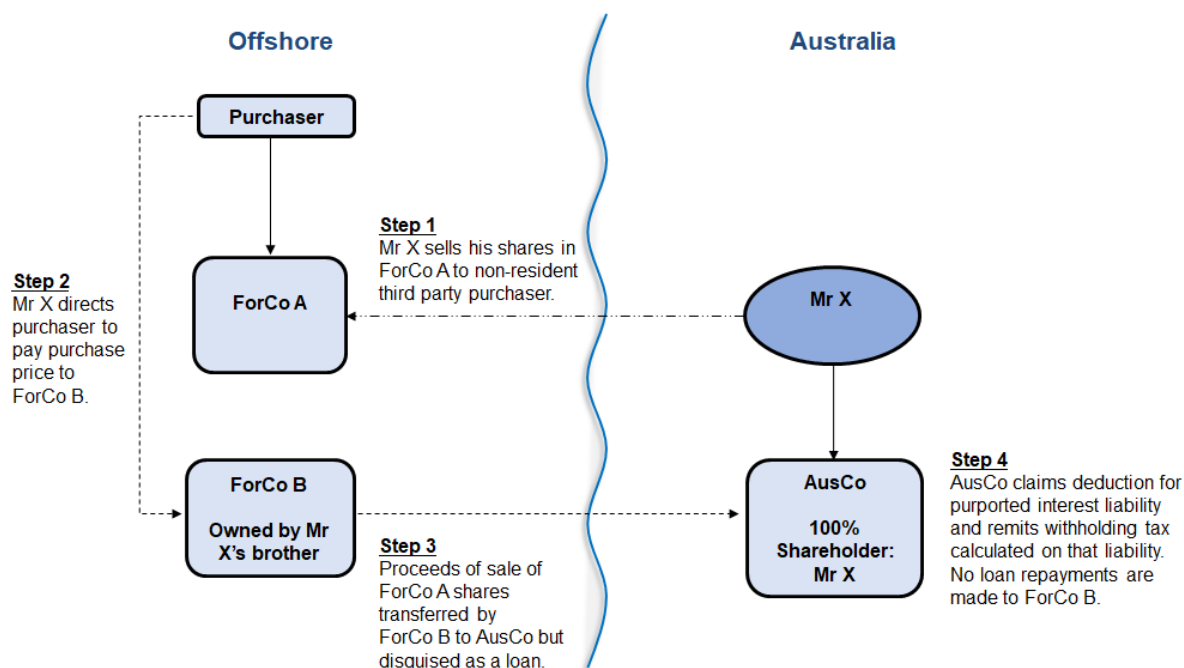 Offshore
Australia
Purchaser
Step 1
Mr X sells his shares in
ForCo A to non-resident
third party purchaser.
Step 2
Mr X directs
purchaser to
pay purchase
price to
ForCo B.
ForCo A
Mr X
ForCo B
Owned by Mr
X's brother
Step 3
Proceeds of sale of
ForCo A shares
transferred by
ForCo B to AusCo but
disguised as a loan.
AusCo
100%
Shareholder:
Mr X
Step 4
AusCo claims deduction for
purported interest liability
and remits withholding tax
calculated on that liability.
No loan repayments are
made to ForCo B.